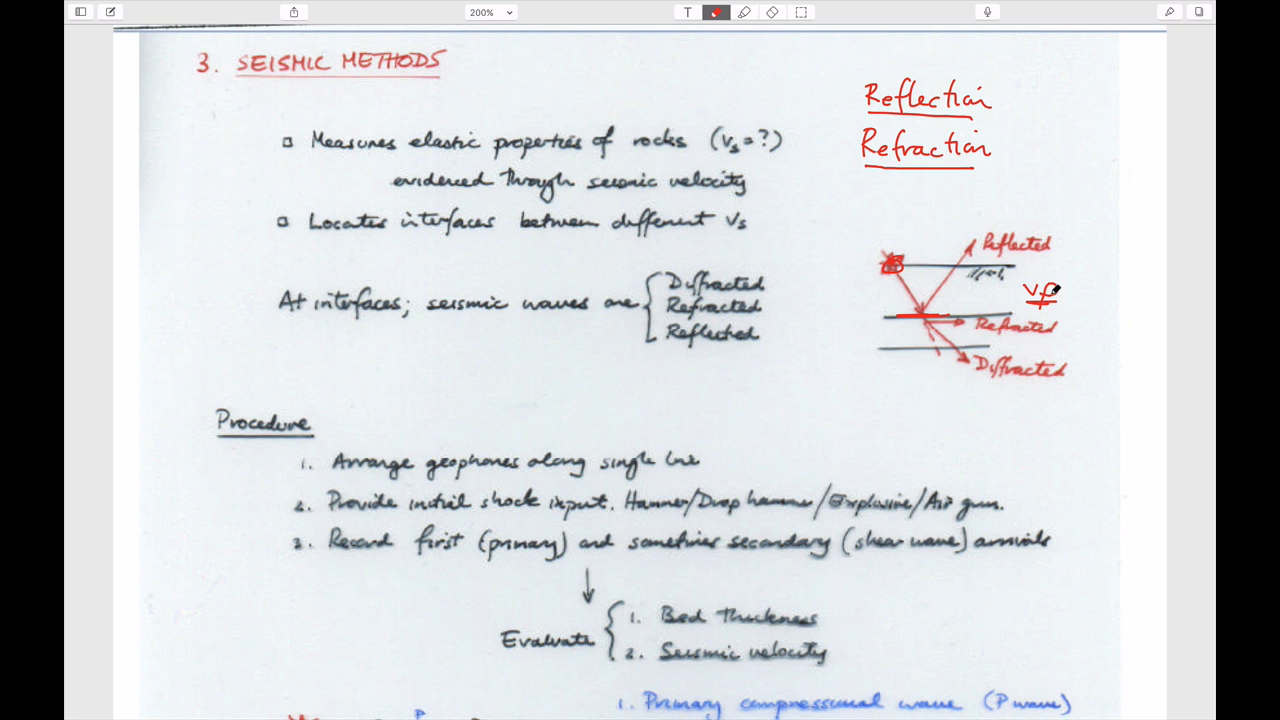 200%
T
3. SEISMIC METHODS
Reflection
Refraction
▫ Measures elastic properties of rocks (Vs=?)
evidenced through seismic velocity
▫ Locates interfaces between different Vs
At interfaces; seismic waves are { Diffracted
Refracted
Reflected
Reflected
Refracted
Diffracted
Procedure
1. Arrange geophones along single line
2. Provide initial shock input. Hammer/Drop hammer/Explosive/Air gun.
3. Record first (primary) and sometimes secondary (shear wave) arrivals
↓
Evaluate { 1. Bed thickness
2. Seismic velocity
1. Primary compressional wave (P wave)